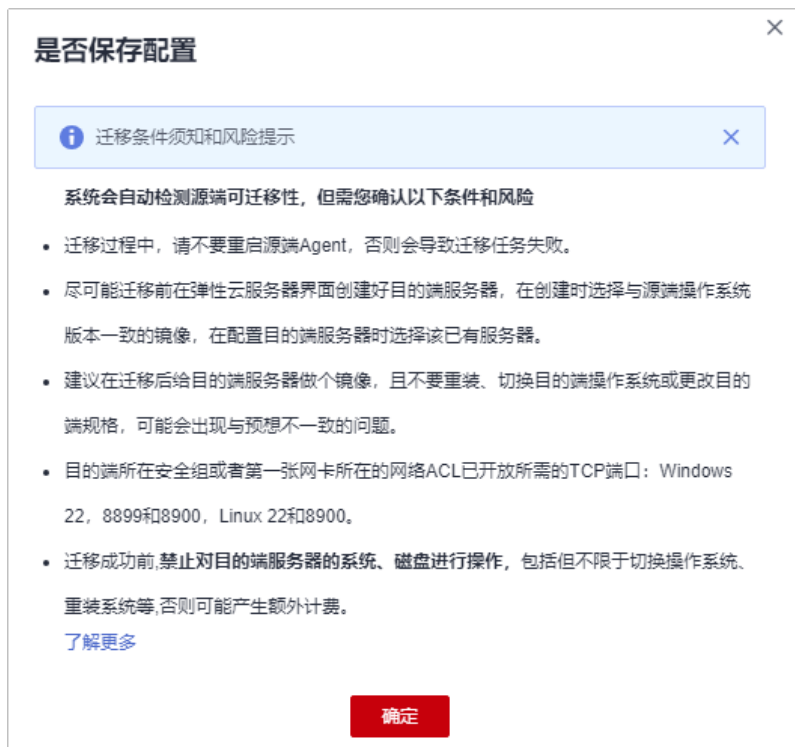 是否保存配置
迁移条件须知和风险提示
系统会自动检测源端可迁移性，但需您确认以下条件和风险
迁移过程中，请不要重启源端Agent，否则会导致迁移任务失败。
尽可能迁移前在弹性云服务器界面创建好目的端服务器，在创建时选择与源端操作系统
版本一致的镜像，在配置目的端服务器时选择该已有服务器。
建议在迁移后给目的端服务器做个镜像，且不要重装、切换目的端操作系统或更改目的
端规格，可能会出现与预想不一致的问题。
目的端所在安全组或者第一张网卡所在的网络ACL已开放所需的TCP端口：Windows
22，8899和8900，Linux 22和8900。
迁移成功前,禁止对目的端服务器的系统、磁盘进行操作，包括但不限于切换操作系统、
重装系统等,否则可能产生额外计费。
了解更多
确定